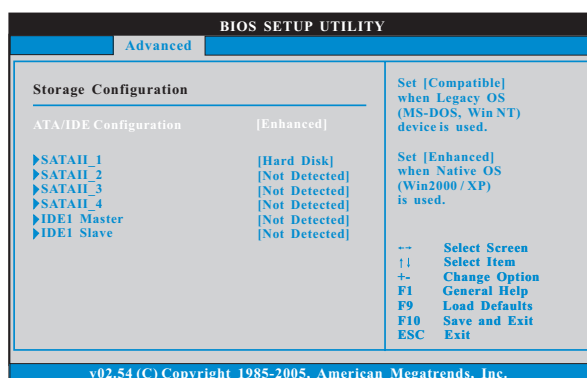 BIOS SETUP UTILITY
Advanced
Storage Configuration
ATA/IDE Configuration [Enhanced]
SATAII_1 [Hard Disk]
SATAII_2 [Not Detected]
SATAII_3 [Not Detected]
SATAII_4 [Not Detected]
IDE1 Master [Not Detected]
IDE1 Slave [Not Detected]
Set [Compatible]
when Legacy OS
(MS-DOS, Win NT)
device is used.
Set [Enhanced]
when Native OS
(Win2000 / XP)
is used.
←→ Select Screen
↑↓ Select Item
+- Change Option
F1 General Help
F9 Load Defaults
F10 Save and Exit
ESC Exit
v02.54 (C) Copyright 1985-2005, American Megatrends, Inc.